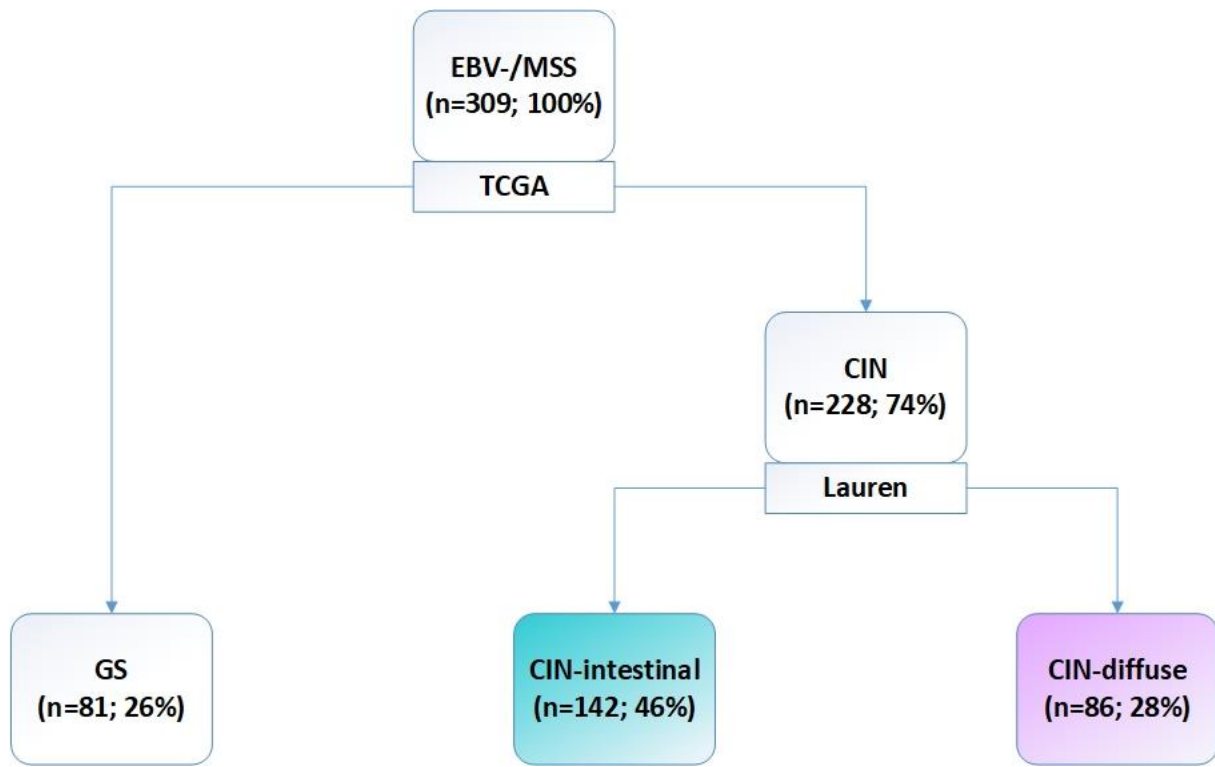 EBV-/MSS
(n=309; 100%)
TCGA
CIN
(n=228; 74%)
Lauren
GS
(n=81; 26%)
CIN-intestinal
(n=142; 46%)
CIN-diffuse
(n=86; 28%)